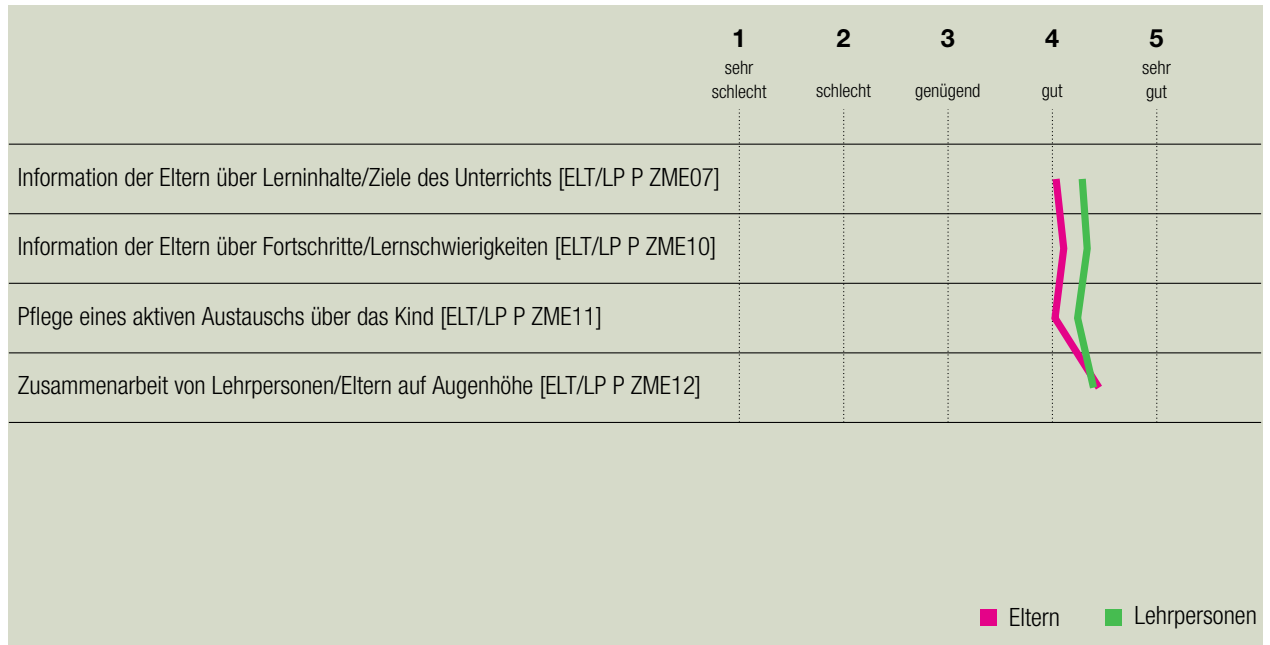 1 2 3 4 5
sehr schlecht schlecht genügend gut sehr gut
Information der Eltern über Lerninhalte/Ziele des Unterrichts [ELT/LP P ZME07]
Information der Eltern über Fortschritte/Lernschwierigkeiten [ELT/LP P ZME10]
Pflege eines aktiven Austauschs über das Kind [ELT/LP P ZME11]
Zusammenarbeit von Lehrpersonen/Eltern auf Augenhöhe [ELT/LP P ZME12]
Eltern Lehrpersonen